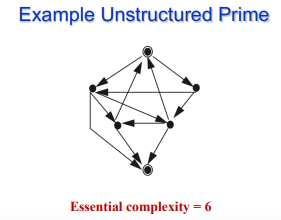 Example Unstructured Prime
Essential complexity = 6